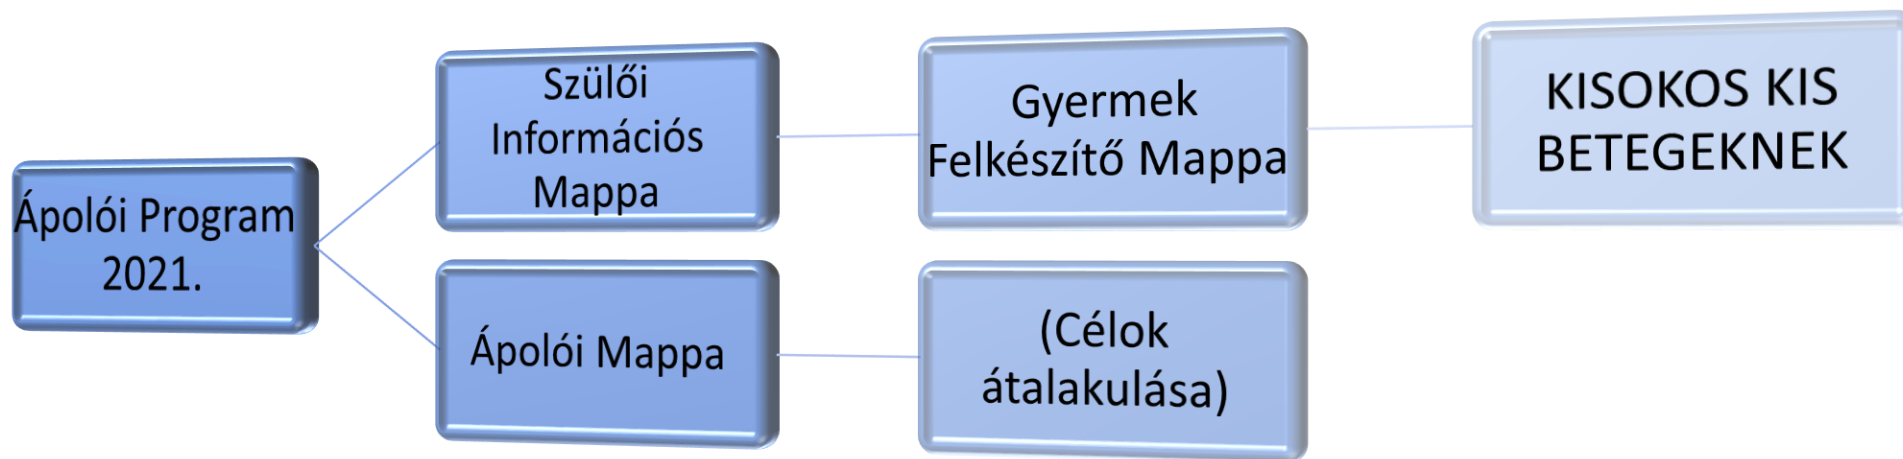 Ápolói Program
2021.
Szülői
Információs
Mappa
Gyermek
Felkészítő Mappa
KISOKOS KIS
BETEGEKNEK
Ápolói Mappa
(Célok
átalakulása)